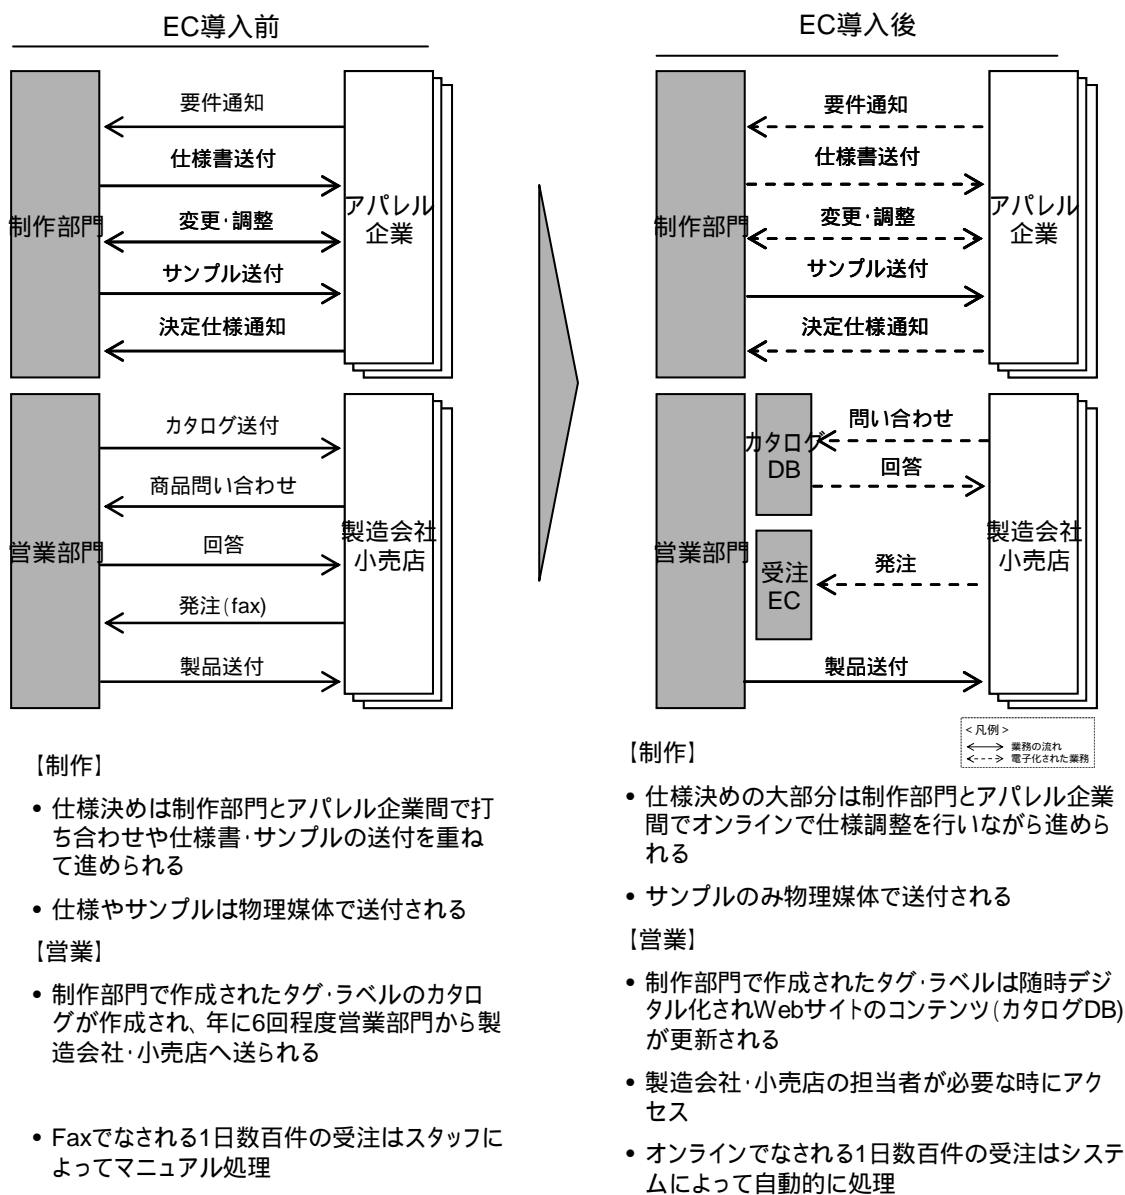 EC導入前
制作部門
要件通知
仕様書送付
変更･調整
サンプル送付
決定仕様通知
アパレル
企業
営業部門
カタログ送付
商品問い合わせ
回答
発注(fax)
製品送付
製造会社
小売店
【制作】
• 仕様決めは制作部門とアパレル企業間で打
ち合わせや仕様書･サンプルの送付を重ね
て進められる
• 仕様やサンプルは物理媒体で送付される
【営業】
• 制作部門で作成されたタグ･ラベルのカタロ
グが作成され、年に6回程度営業部門から製
造会社･小売店へ送られる
• Faxでなされる1日数百件の受注はスタッフに
よってマニュアル処理
EC導入後
制作部門
要件通知
仕様書送付
変更･調整
サンプル送付
決定仕様通知
アパレル
企業
営業部門
カタログ
DB
問い合わせ
回答
受注
EC
発注
製品送付
製造会社
小売店
<凡例>
業務の流れ
電子化された業務
【制作】
• 仕様決めの大部分は制作部門とアパレル企業
間でオンラインで仕様調整を行いながら進めら
れる
• サンプルのみ物理媒体で送付される
【営業】
• 制作部門で作成されたタグ･ラベルは随時デジ
タル化されWebサイトのコンテンツ(カタログDB)
が更新される
• 製造会社･小売店の担当者が必要な時にアク
セス
• オンラインでなされる1日数百件の受注はシステ
ムによって自動的に処理